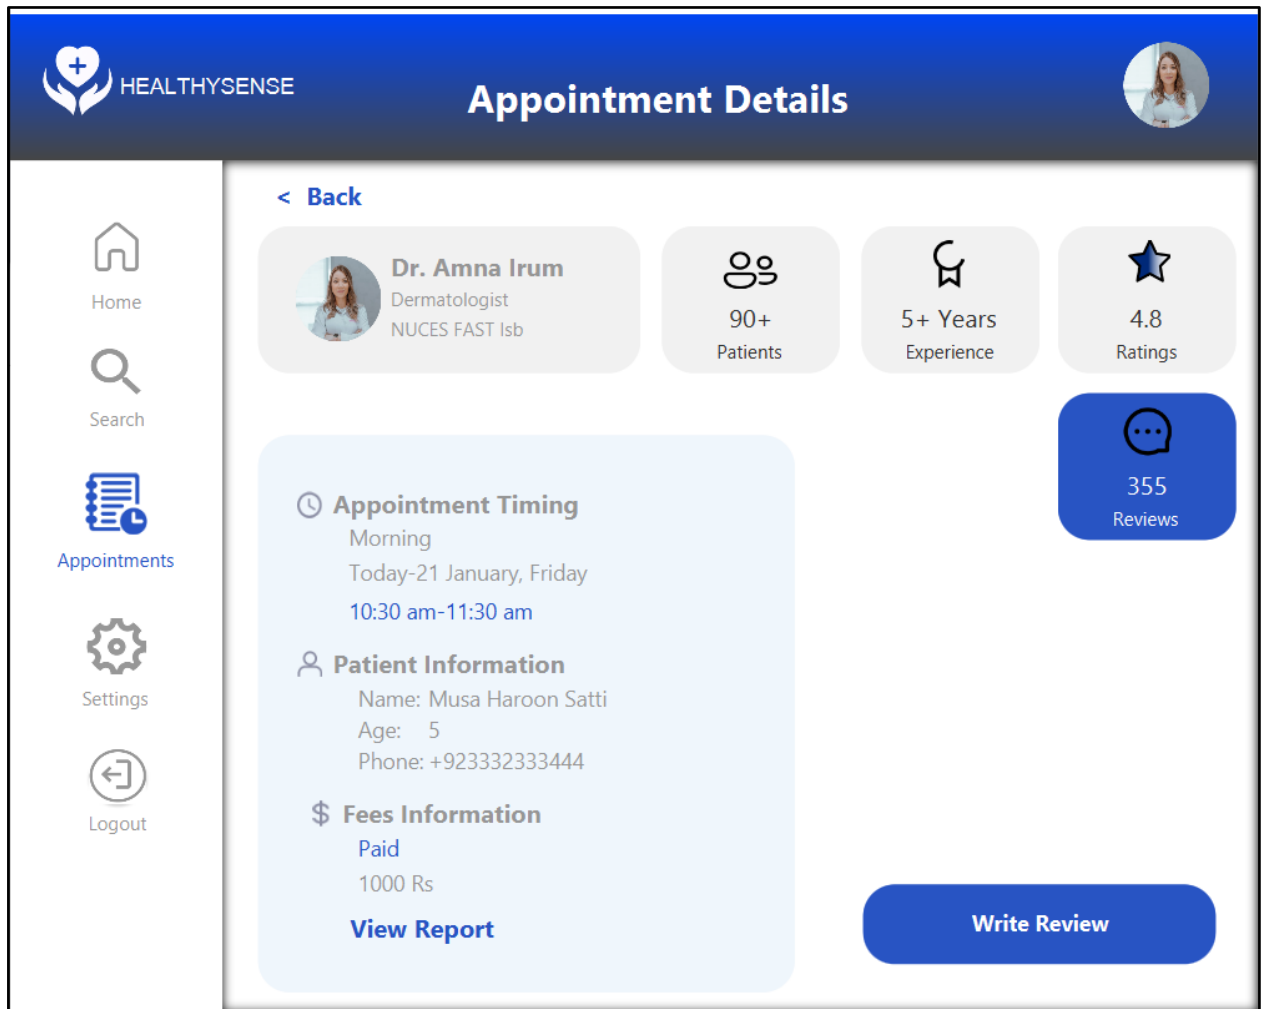 HEALTHYSENSE
Appointment Details
< Back
Home
Search
Appointments
Settings
Logout
Dr. Amna Irum
Dermatologist
NUCES FAST Isb
90+
Patients
5+ Years
Experience
4.8
Ratings
355
Reviews
Appointment Timing
Morning
Today-21 January, Friday
10:30 am-11:30 am
Patient Information
Name: Musa Haroon Satti
Age: 5
Phone: +923332333444
$ Fees Information
Paid
1000 Rs
View Report
Write Review